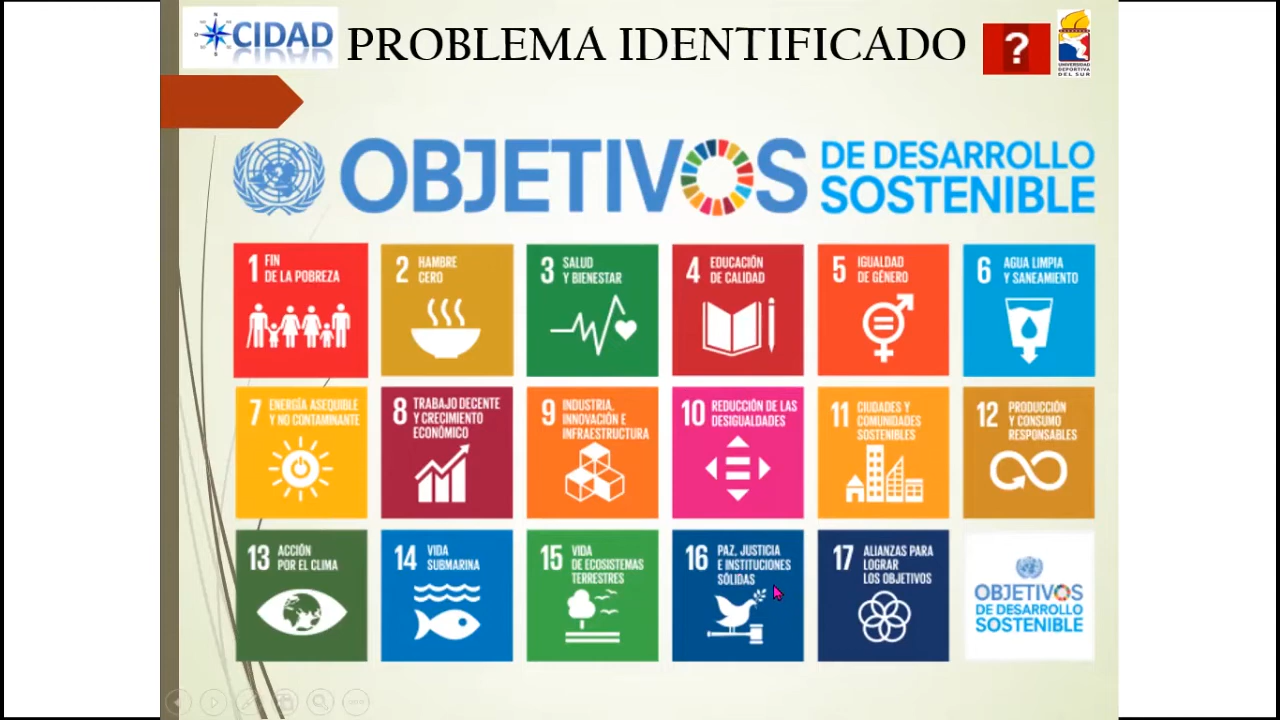 CIDAD
PROBLEMA IDENTIFICADO
?
UNIVERSIDAD
DEPORTIVA
DEL SUR
OBJETIVOS
DE DESARROLLO
SOSTENIBLE
1 FIN
DE LA POBREZA
2 HAMBRE
CERO
3 SALUD
Y BIENESTAR
4 EDUCACIÓN
DE CALIDAD
5 IGUALDAD
DE GÉNERO
6 AGUA LIMPIA
Y SANEAMIENTO
7 ENERGÍA ASEQUIBLE
Y NO CONTAMINANTE
8 TRABAJO DECENTE
Y CRECIMIENTO
ECONÓMICO
9 INDUSTRIA,
INNOVACIÓN E
INFRAESTRUCTURA
10 REDUCCIÓN DE LAS
DESIGUALDADES
11 CIUDADES Y
COMUNIDADES
SOSTENIBLES
12 PRODUCCIÓN
Y CONSUMO
RESPONSABLES
13 ACCIÓN
POR EL CLIMA
14 VIDA
SUBMARINA
15 VIDA
DE ECOSISTEMAS
TERRESTRES
16 PAZ, JUSTICIA
E INSTITUCIONES
SÓLIDAS
17 ALIANZAS PARA
LOGRAR
LOS OBJETIVOS
OBJETIVOS
DE DESARROLLO
SOSTENIBLE